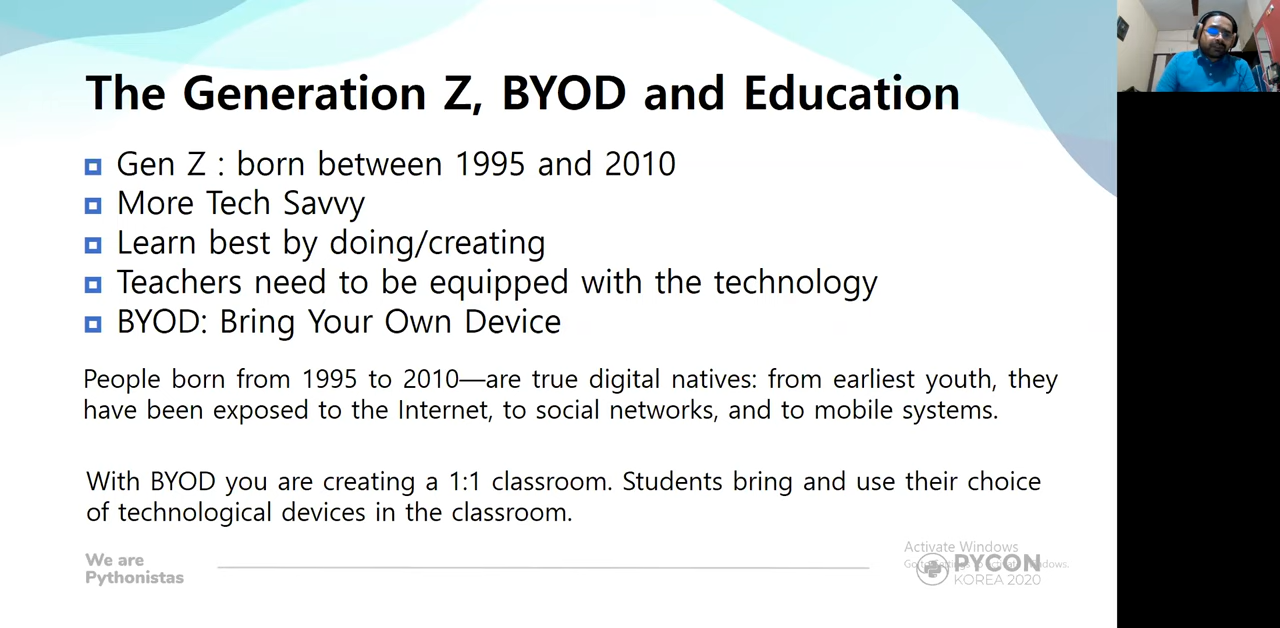 The Generation Z, BYOD and Education
Gen Z : born between 1995 and 2010
More Tech Savvy
Learn best by doing/creating
Teachers need to be equipped with the technology
BYOD: Bring Your Own Device
People born from 1995 to 2010—are true digital natives: from earliest youth, they
have been exposed to the Internet, to social networks, and to mobile systems.
With BYOD you are creating a 1:1 classroom. Students bring and use their choice
of technological devices in the classroom.
We are
Pythonistas
Activate Windows
PYCON
KOREA 2020